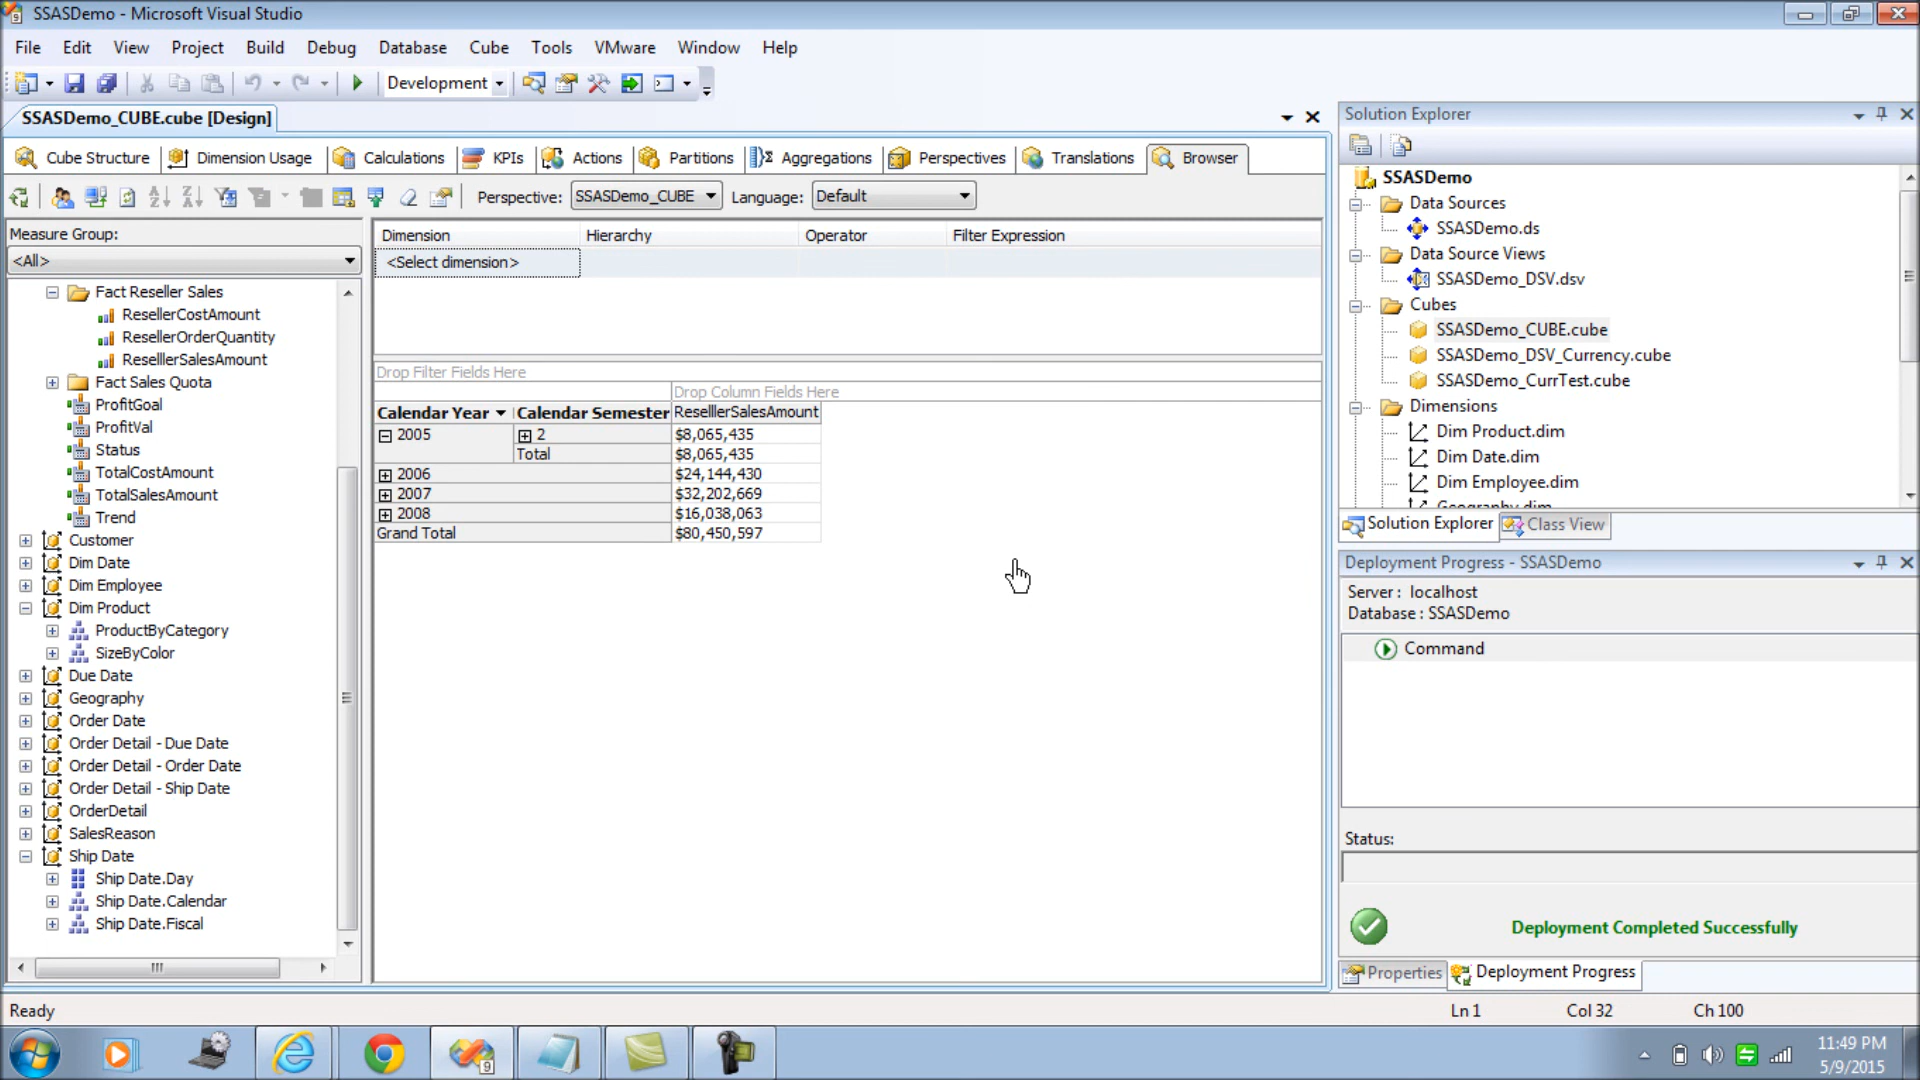 SSASDemo - Microsoft Visual Studio
File Edit View Project Build Debug Database Cube Tools VMware Window Help
Development
SSASDemo_CUBE.cube [Design]
Cube Structure Dimension Usage Calculations KPIs Actions Partitions Aggregations Perspectives Translations Browser
Perspective: SSASDemo_CUBE Language: Default
Measure Group:
<All>
Fact Reseller Sales
ResellerCostAmount
ResellerOrderQuantity
ReselllerSalesAmount
Fact Sales Quota
ProfitGoal
ProfitVal
Status
TotalCostAmount
TotalSalesAmount
Trend
Customer
Dim Date
Dim Employee
Dim Product
ProductByCategory
SizeByColor
Due Date
Geography
Order Date
Order Detail - Due Date
Order Detail - Order Date
Order Detail - Ship Date
OrderDetail
SalesReason
Ship Date
Ship Date.Day
Ship Date.Calendar
Ship Date.Fiscal
Dimension Hierarchy Operator Filter Expression
<Select dimension>
Drop Filter Fields Here
Drop Column Fields Here
Calendar Year Calendar Semester ReselllerSalesAmount
2005 2 $8,065,435
Total $8,065,435
2006 $24,144,430
2007 $32,202,669
2008 $16,038,063
Grand Total $80,450,597
Solution Explorer
SSASDemo
Data Sources
SSASDemo.ds
Data Source Views
SSASDemo_DSV.dsv
Cubes
SSASDemo_CUBE.cube
SSASDemo_DSV_Currency.cube
SSASDemo_CurrTest.cube
Dimensions
Dim Product.dim
Dim Date.dim
Dim Employee.dim
Geography.dim
Solution Explorer Class View
Deployment Progress - SSASDemo
Server : localhost
Database : SSASDemo
Command
Status:
Deployment Completed Successfully
Properties Deployment Progress
Ready Ln 1 Col 32 Ch 100
9
11:49 PM
5/9/2015